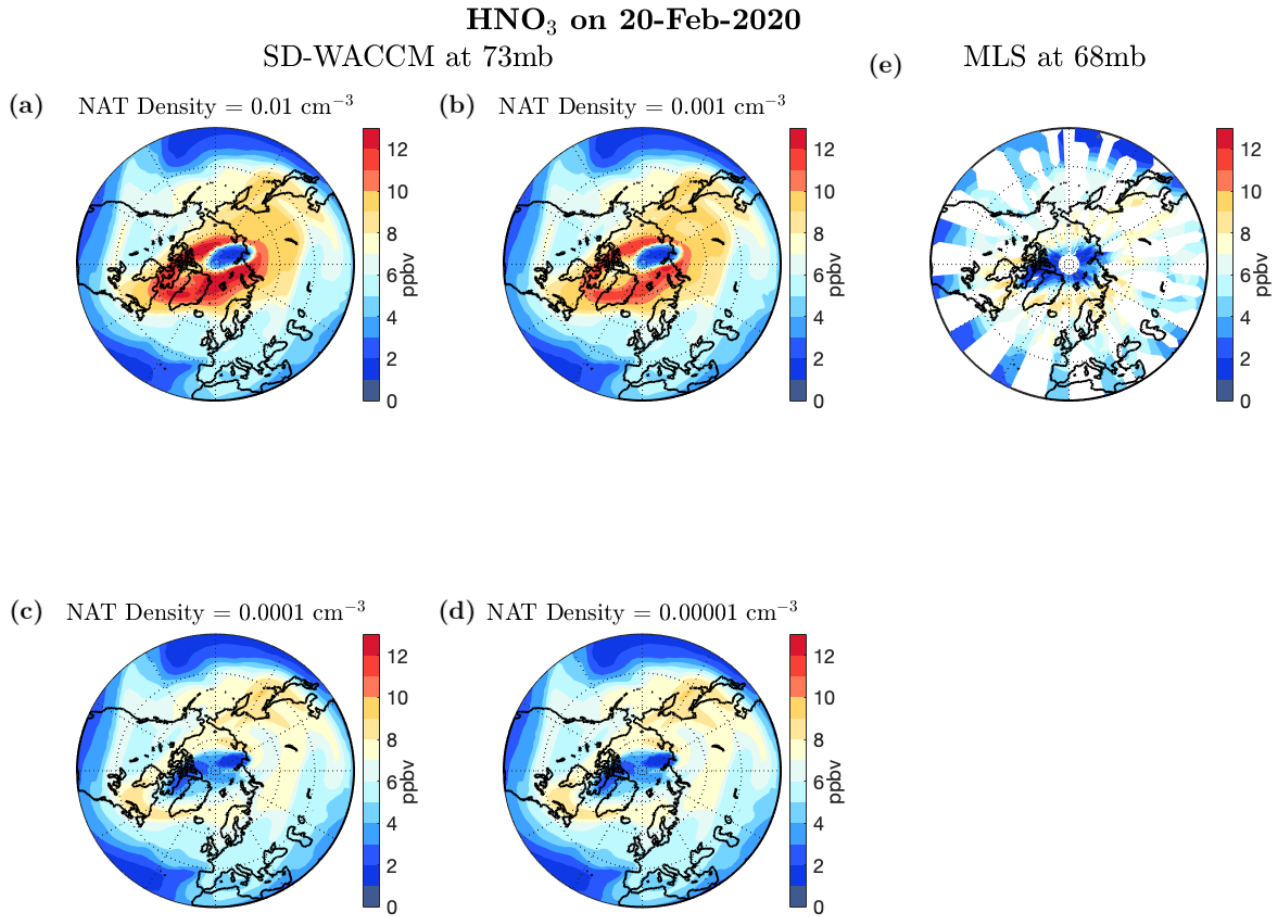 HNO₃ on 20-Feb-2020
SD-WACCM at 73mb
(e) MLS at 68mb
(a) NAT Density = 0.01 cm⁻³
12
10
8
6
4
2
0
ppbv
(b) NAT Density = 0.001 cm⁻³
12
10
8
6
4
2
0
ppbv
12
10
8
6
4
2
0
ppbv
(c) NAT Density = 0.0001 cm⁻³
12
10
8
6
4
2
0
ppbv
(d) NAT Density = 0.00001 cm⁻³
12
10
8
6
4
2
0
ppbv